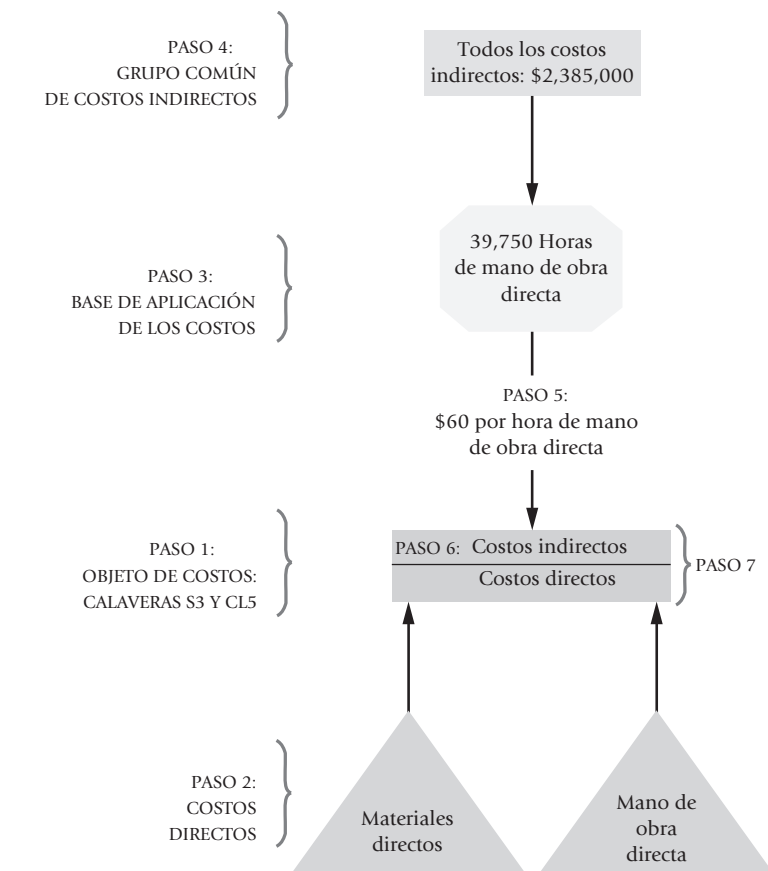 PASO 4:
GRUPO COMÚN
DE COSTOS INDIRECTOS
Todos los costos
indirectos: $2,385,000
PASO 3:
BASE DE APLICACIÓN
DE LOS COSTOS
39,750 Horas
de mano de obra
directa
PASO 5:
$60 por hora de mano
de obra directa
PASO 1:
OBJETO DE COSTOS:
CALAVERAS S3 Y CL5
PASO 6: Costos indirectos
Costos directos
PASO 7
PASO 2:
COSTOS
DIRECTOS
Materiales
directos
Mano de
obra
directa